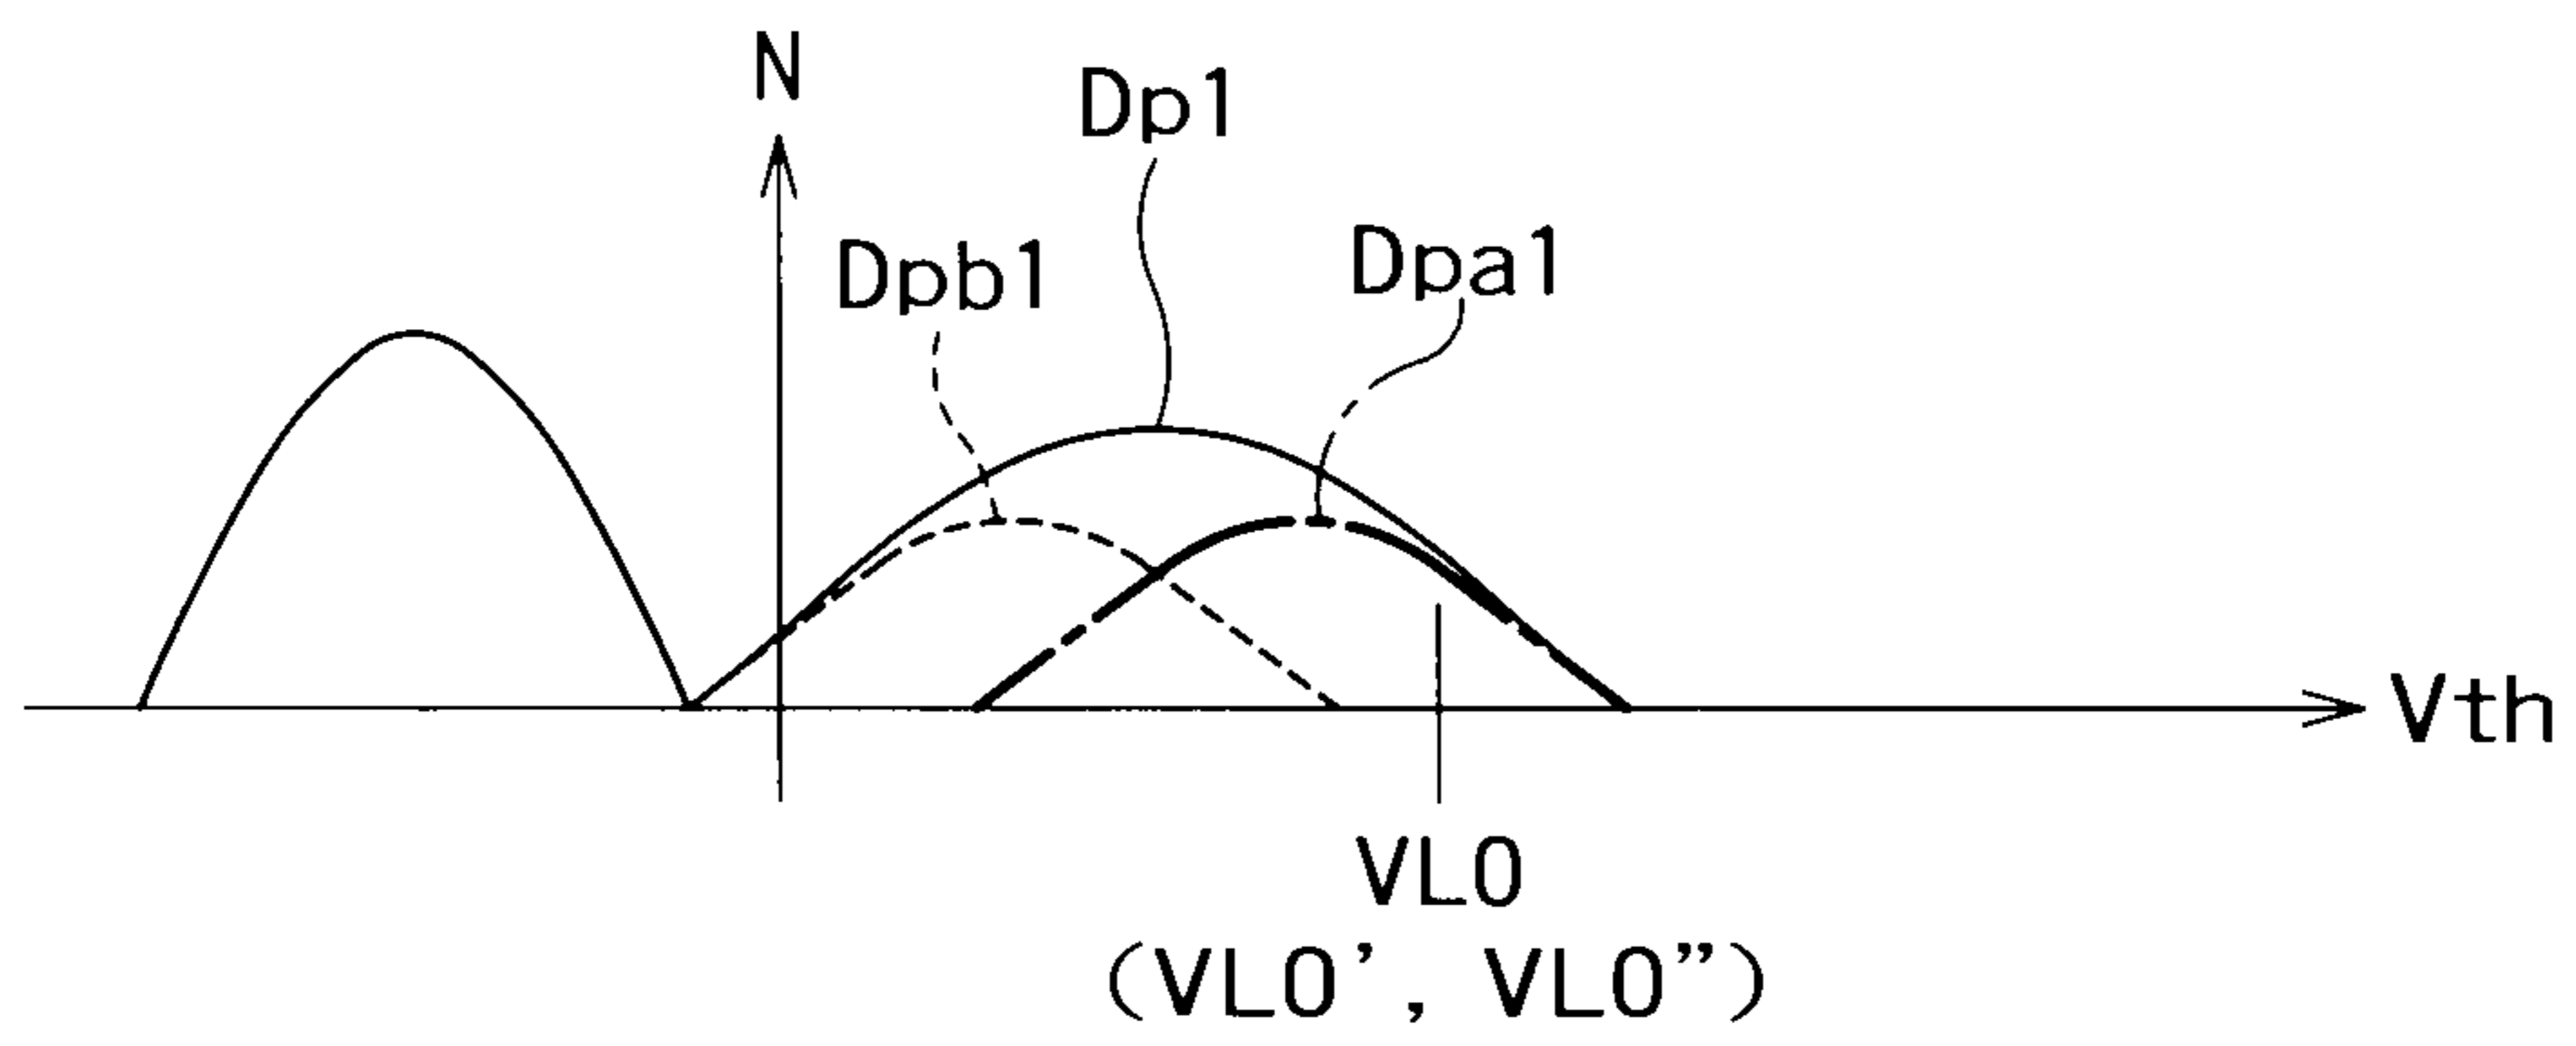 N
Dp1
Dpb1
Dpa1
Vth
VL0
(VL0’, VL0”)